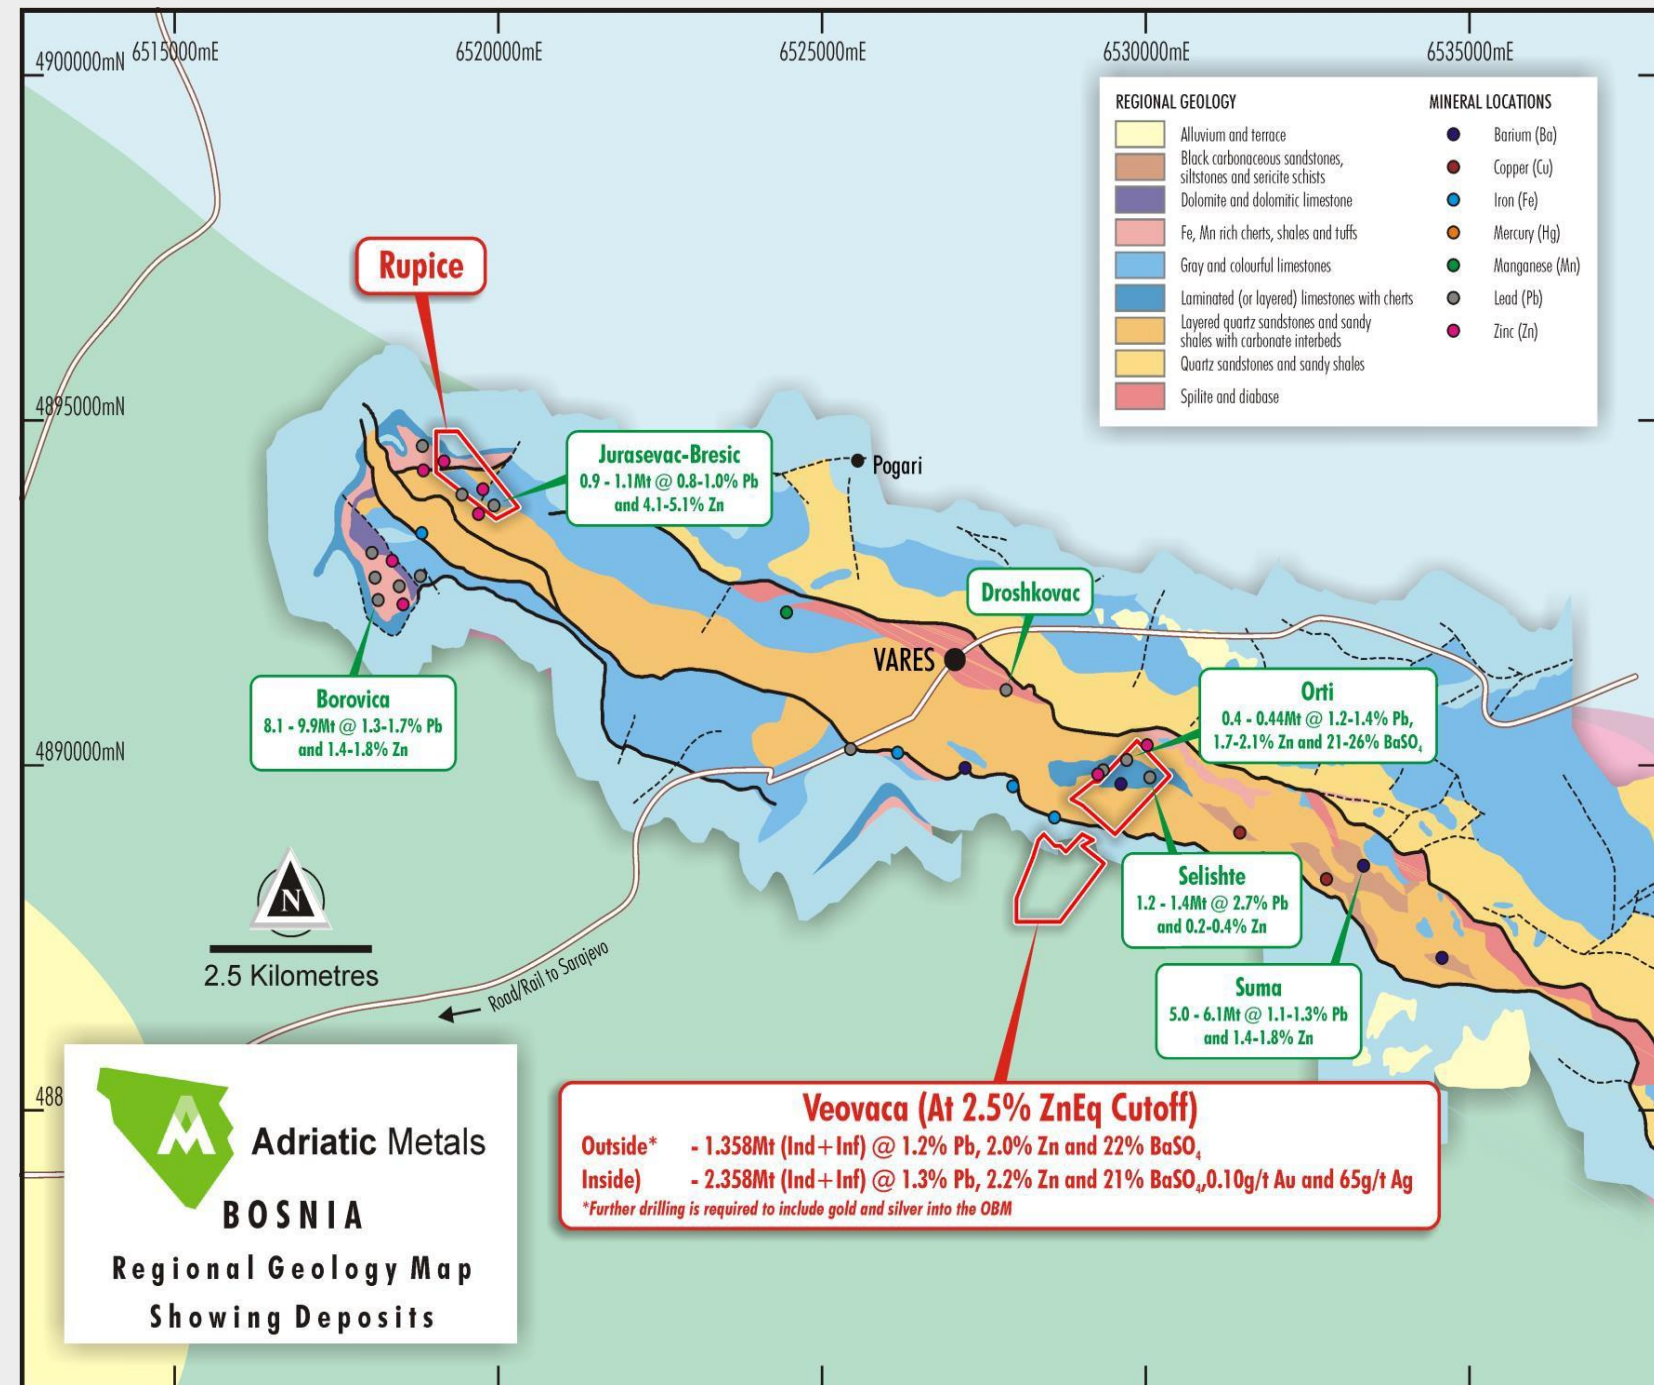 6515000mE 6520000mE 6525000mE 6530000mE 6535000mE
4900000mN
REGIONAL GEOLOGY
Alluvium and terrace
Black carbonaceous sandstones,
siltstones and sericite schists
Dolomite and dolomitic limestone
Fe, Mn rich cherts, shales and tuffs
Gray and colourful limestones
Laminated (or layered) limestones with cherts
Layered quartz sandstones and sandy
shales with carbonate interbeds
Quartz sandstones and sandy shales
Spilite and diabase
MINERAL LOCATIONS
Barium (Ba)
Copper (Cu)
Iron (Fe)
Mercury (Hg)
Manganese (Mn)
Lead (Pb)
Zinc (Zn)
Rupice
4895000mN
Jurasevac-Bresic
0.9 - 1.1Mt @ 0.8-1.0% Pb
and 4.1-5.1% Zn
Pogari
Droshkovac
VARES
Borovica
8.1 - 9.9Mt @ 1.3-1.7% Pb
and 1.4-1.8% Zn
Orti
0.4 - 0.44Mt @ 1.2-1.4% Pb,
1.7-2.1% Zn and 21-26% BaSO4
4890000mN
Selishte
1.2 - 1.4Mt @ 2.7% Pb
and 0.2-0.4% Zn
N
2.5 Kilometres
Road/Rail to Sarajevo
Suma
5.0 - 6.1Mt @ 1.1-1.3% Pb
and 1.4-1.8% Zn
488
Adriatic Metals
BOSNIA
Regional Geology Map
Showing Deposits
Veovaca (At 2.5% ZnEq Cutoff)
Outside* - 1.358Mt (Ind+Inf) @ 1.2% Pb, 2.0% Zn and 22% BaSO4
Inside) - 2.358Mt (Ind+Inf) @ 1.3% Pb, 2.2% Zn and 21% BaSO4,0.10g/t Au and 65g/t Ag
*Further drilling is required to include gold and silver into the OBM